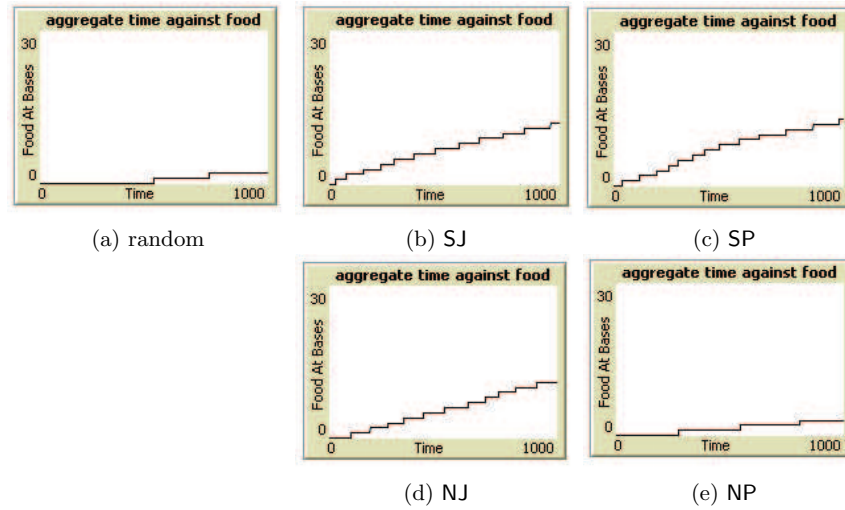 aggregate time against food
30
Food At Bases
0
0 Time 1000
(a) random
aggregate time against food
30
Food At Bases
0
0 Time 1000
(b) SJ
aggregate time against food
30
Food At Bases
0
0 Time 1000
(c) SP
aggregate time against food
30
Food At Bases
0
0 Time 1000
(d) NJ
aggregate time against food
30
Food At Bases
0
0 Time 1000
(e) NP